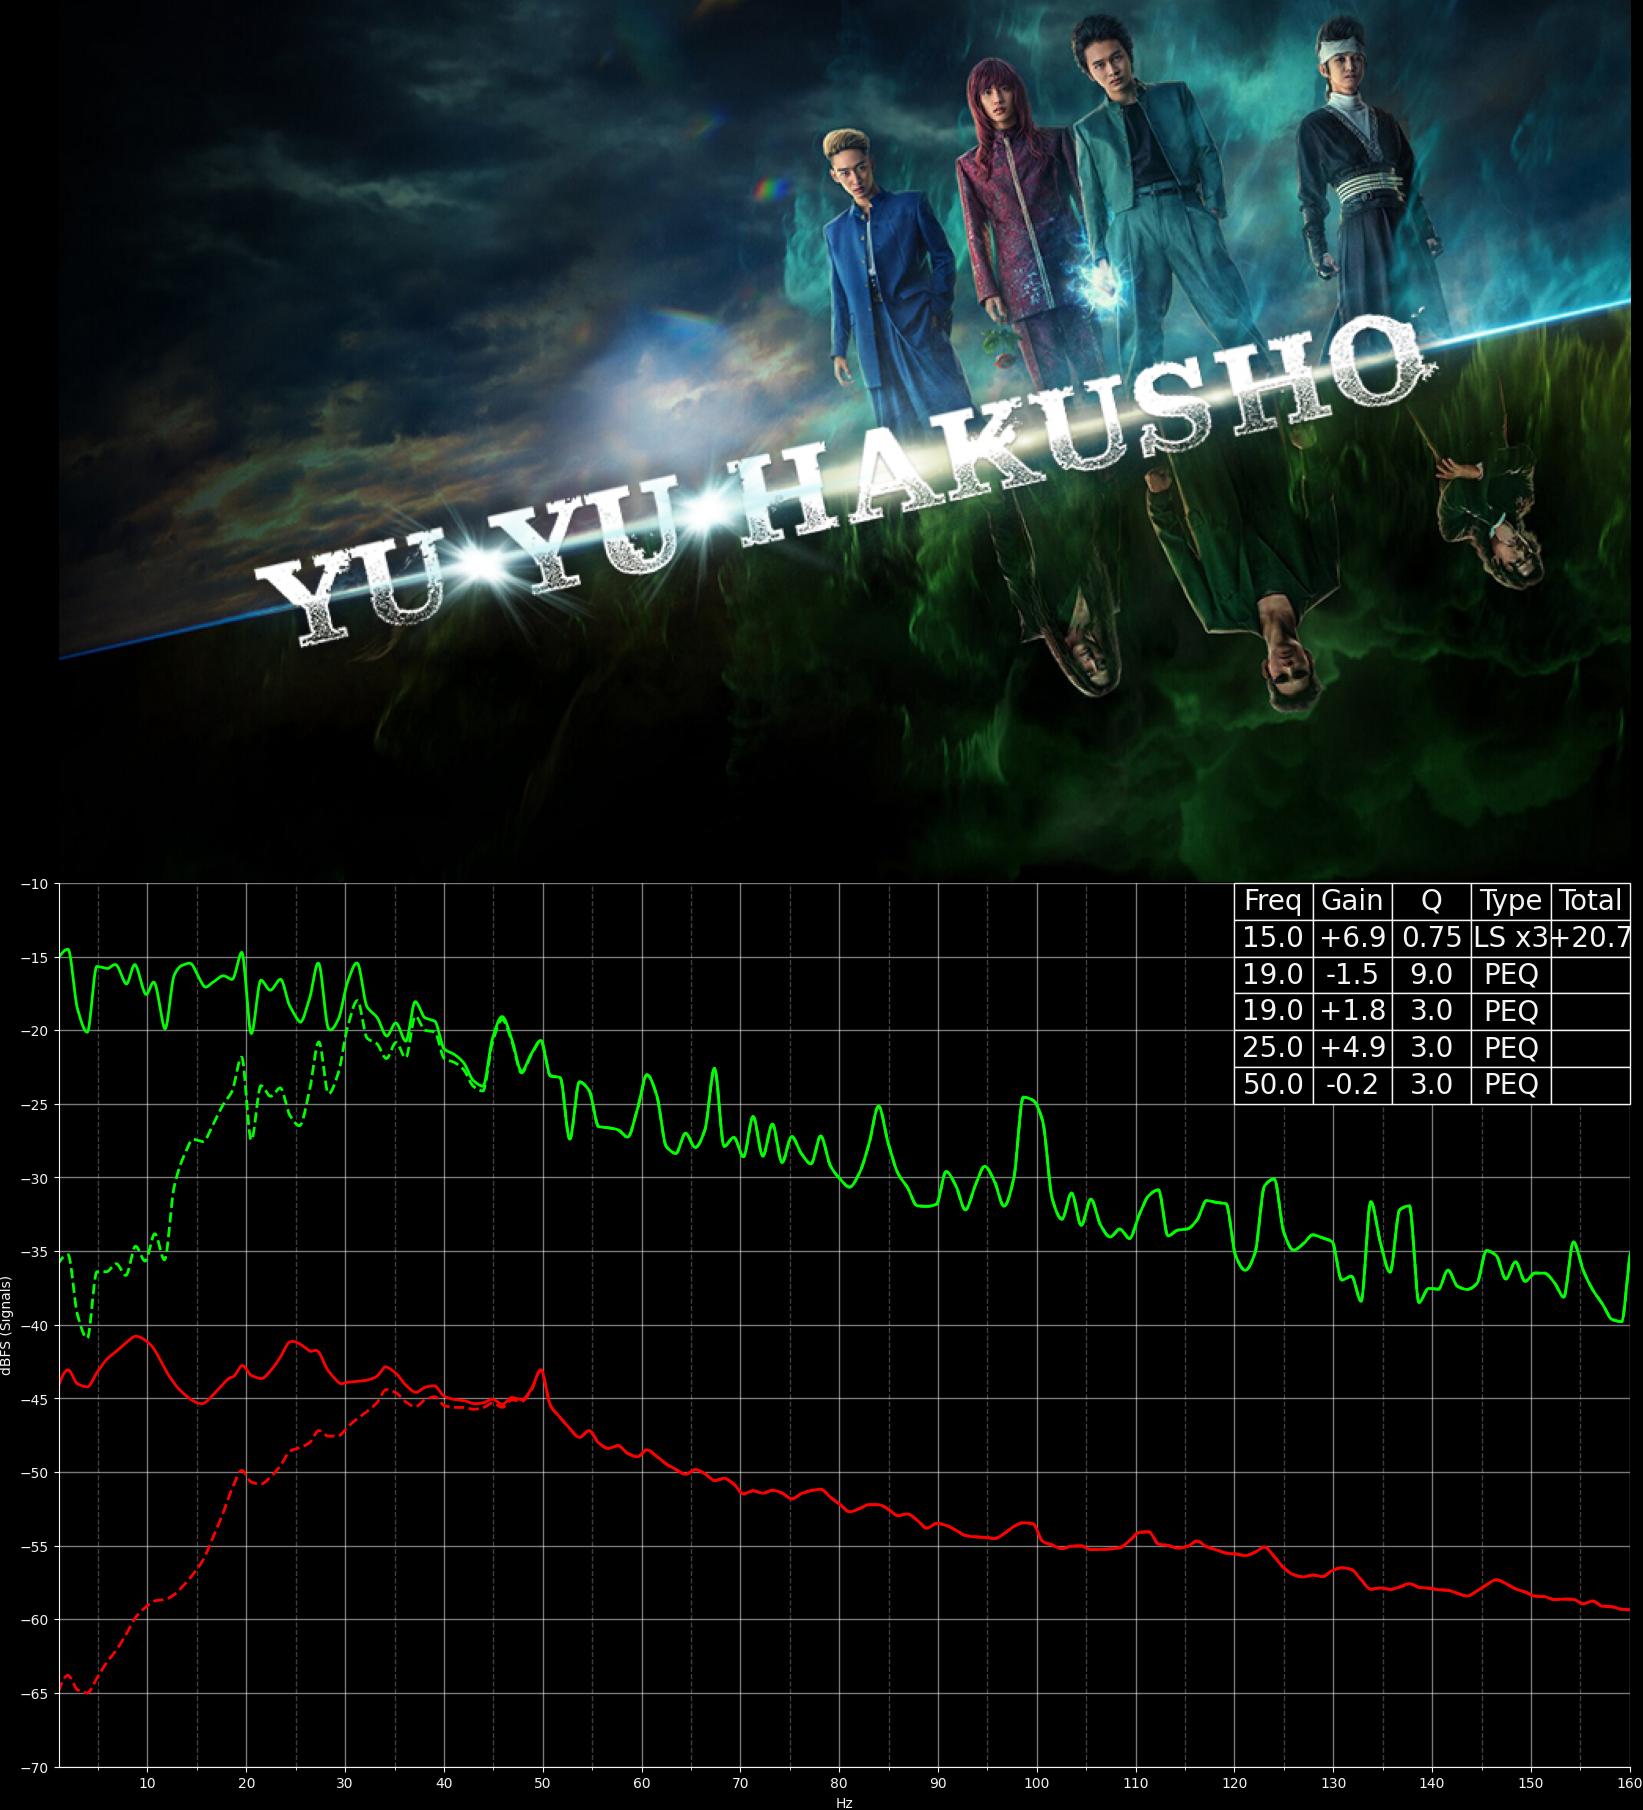 YU★YU★HAKUSHO
Freq Gain Q Type Total
15.0 +6.9 0.75 LS x3 +20.7
19.0 -1.5 9.0 PEQ
19.0 +1.8 3.0 PEQ
25.0 +4.9 3.0 PEQ
50.0 -0.2 3.0 PEQ
−10
−15
−20
−25
−30
−35
−40
−45
−50
−55
−60
−65
−70
dBFS (Signals)
10 20 30 40 50 60 70 80 90 100 110 120 130 140 150 160
Hz